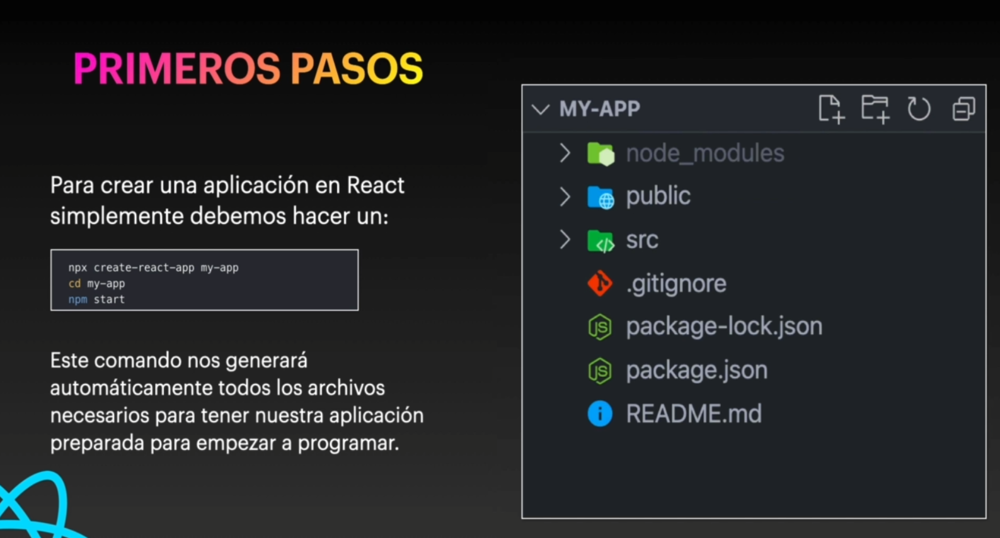 PRIMEROS PASOS
Para crear una aplicación en React
simplemente debemos hacer un:
npx create-react-app my-app
cd my-app
npm start
Este comando nos generará
automáticamente todos los archivos
necesarios para tener nuestra aplicación
preparada para empezar a programar.
MY-APP
node_modules
public
src
.gitignore
package-lock.json
package.json
README.md